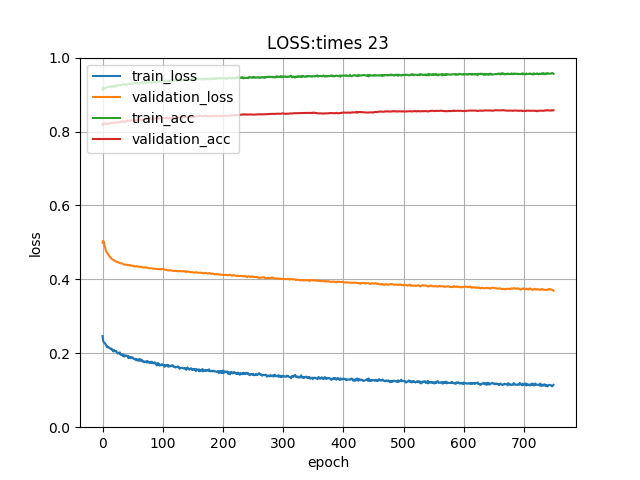 LOSS:times 23
1.0
0.8
0.6
0.4
0.2
0.0
loss
train_loss
validation_loss
train_acc
validation_acc
0 100 200 300 400 500 600 700
epoch